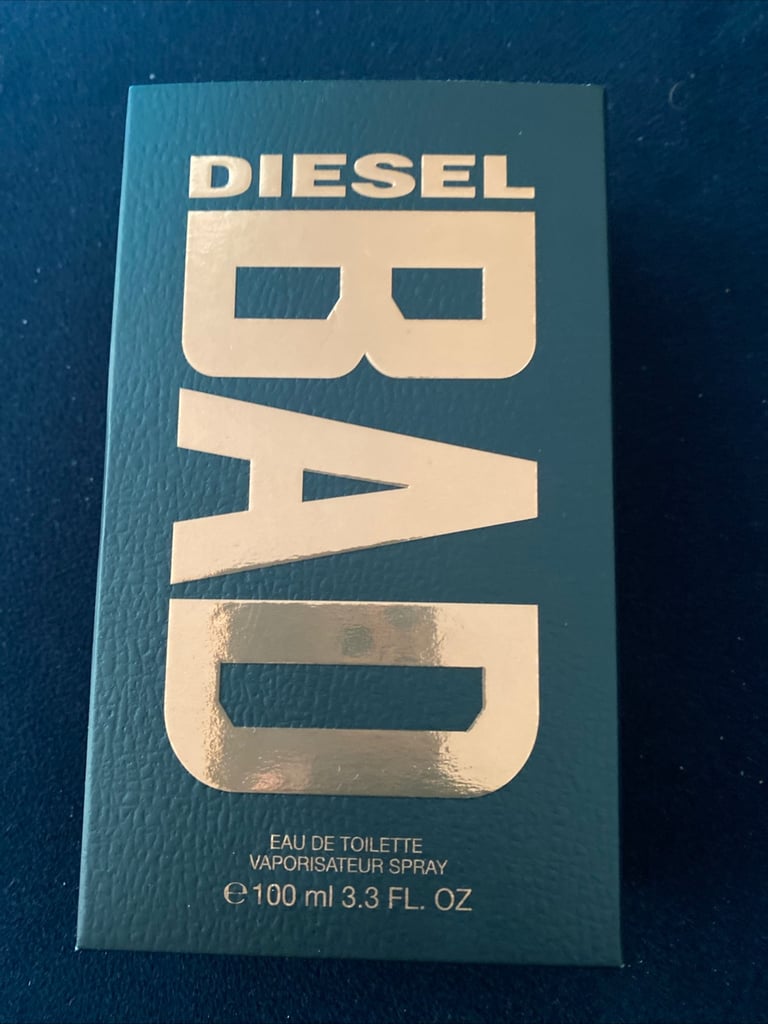 DIESEL
BAD
EAU DE TOILETTE
VAPORISATEUR SPRAY
℮ 100 ml 3.3 FL. OZ